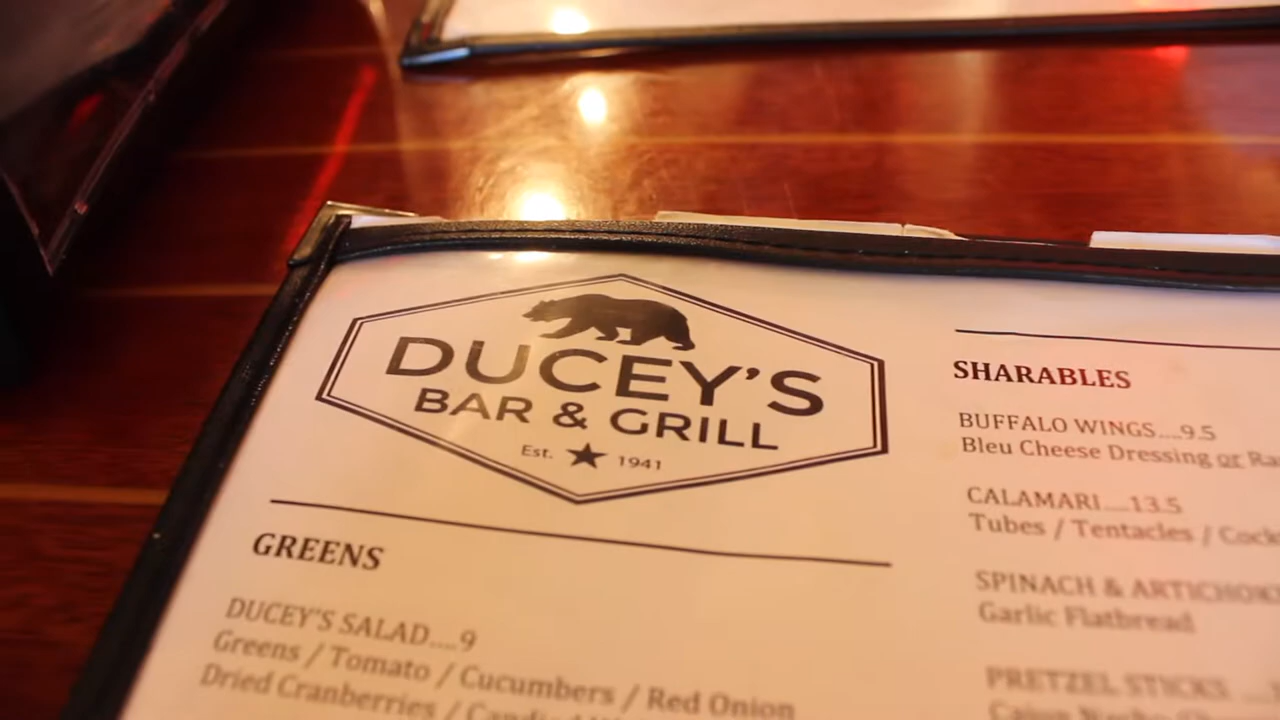 DUCEY'S
BAR & GRILL
Est. 1941
GREENS
DUCEY'S SALAD....9
Greens / Tomato / Cucumbers / Red Onion
Dried Cranberries /
SHARABLES
BUFFALO WINGS....9.5
Bleu Cheese Dressing or
CALAMARI....13.5
Tubes / Tentacles /
SPINACH &
Garlic Flatbread
PRETZEL STICKS